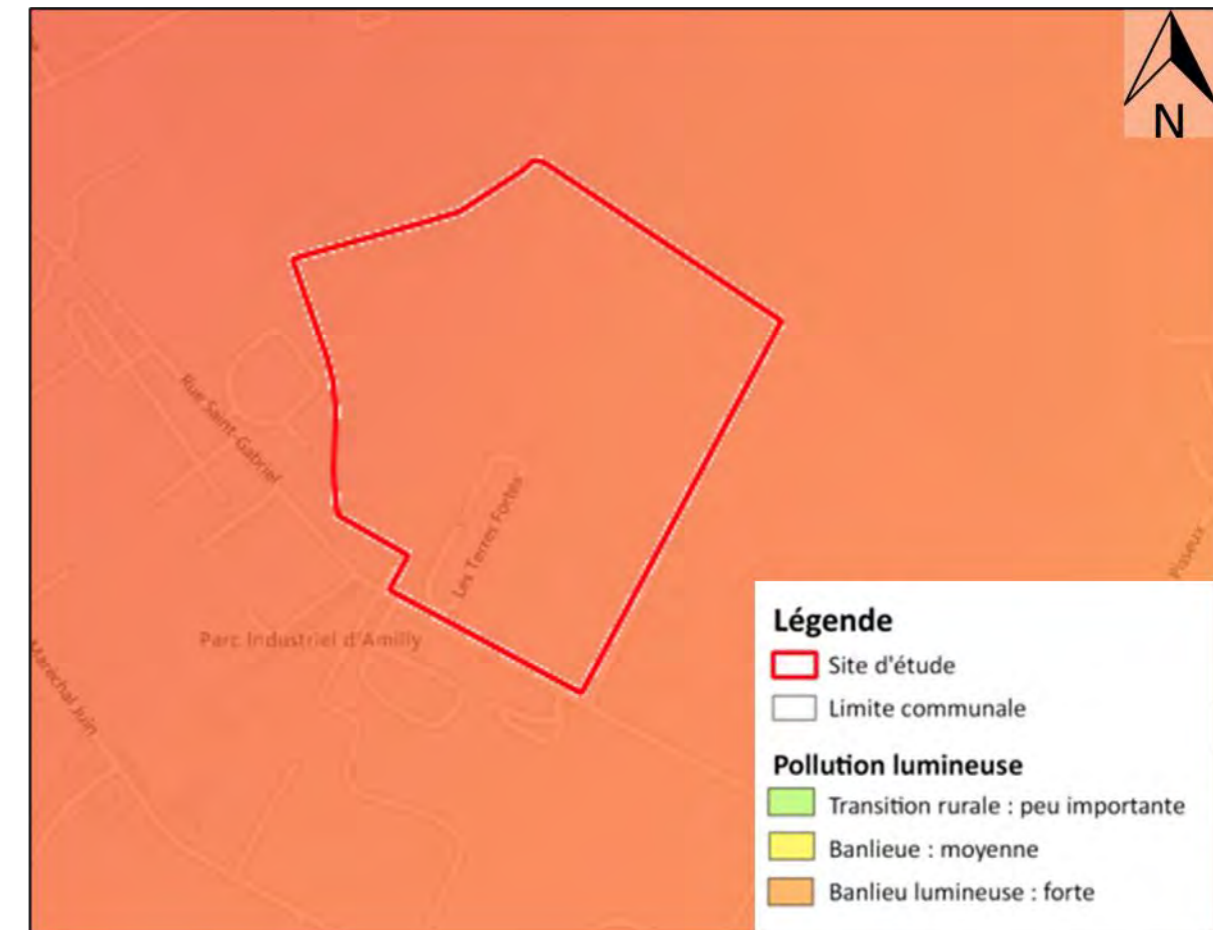 N
Rue Saint-Gabriel
Les Terres Fortes
Parc Industriel d'Amilly
Maréchal Juin
Puiseux
Légende
Site d'étude
Limite communale
Pollution lumineuse
Transition rurale : peu importante
Banlieue : moyenne
Banlieu lumineuse : forte